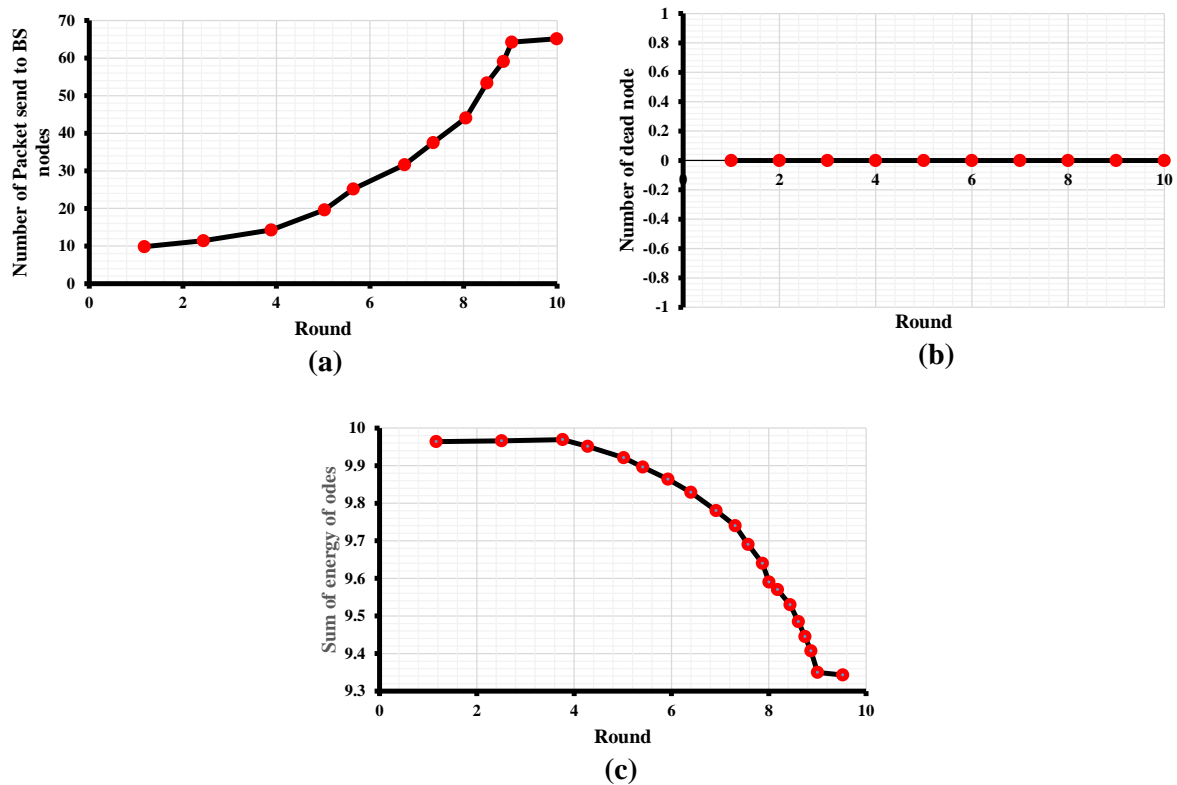 Number of Packet send to BS
nodes
70
60
50
40
30
20
10
0
0 2 4 6 8 10
Round
(a)
Number of dead node
1
0.8
0.6
0.4
0.2
0
-0.2
-0.4
-0.6
-0.8
-1
0 2 4 6 8 10
Round
(b)
Sum of energy of odes
10
9.9
9.8
9.7
9.6
9.5
9.4
9.3
0 2 4 6 8 10
Round
(c)